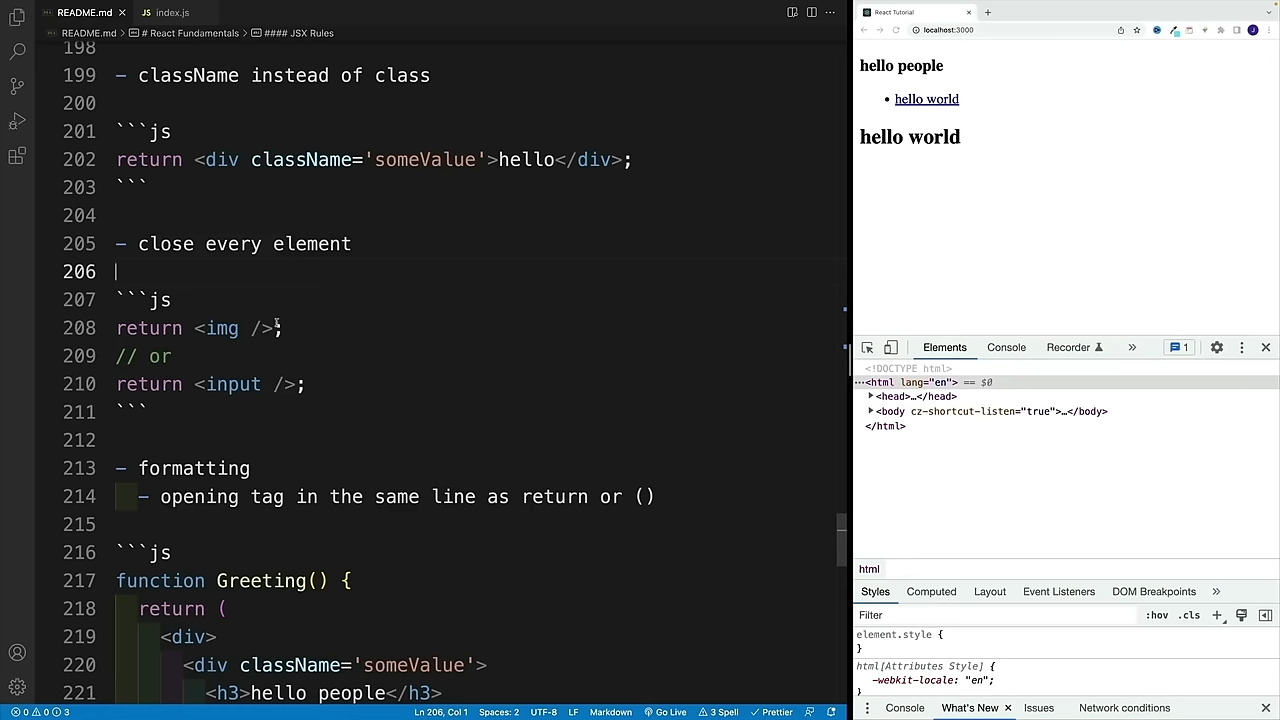 README.md
index.js
React Tutorial
README.md > # React Fun
s > #### JSX Rules
localhost:3000
198
199 - className instead of class
200
201 ```js
202 return <div className='someValue'>hello</div>;
203 ```
204
205 - close every element
206
207 ```js
208 return <img />;
209 // or
210 return <input />;
211 ```
212
213 - formatting
214 - opening tag in the same line as return or ()
215
216 ```js
217 function Greeting() {
218 return (
219 <div>
220 <div className='someValue'>
221 <h3>hello people</h3>
hello people
• hello world
hello world
Elements Console Recorder » 1
<!DOCTYPE html>
…<html lang="en"> == $0
<head>…</head>
<body cz-shortcut-listen="true">…</body>
</html>
html
Styles Computed Layout Event Listeners DOM Breakpoints »
Filter :hov .cls +
element.style {
}
html[Attributes Style] {
-webkit-locale: "en";
}
Console What's New Issues Network conditions
0 0 3 Ln 206, Col 1 Spaces: 2 UTF-8 LF Markdown Go Live 3 Spell Prettier